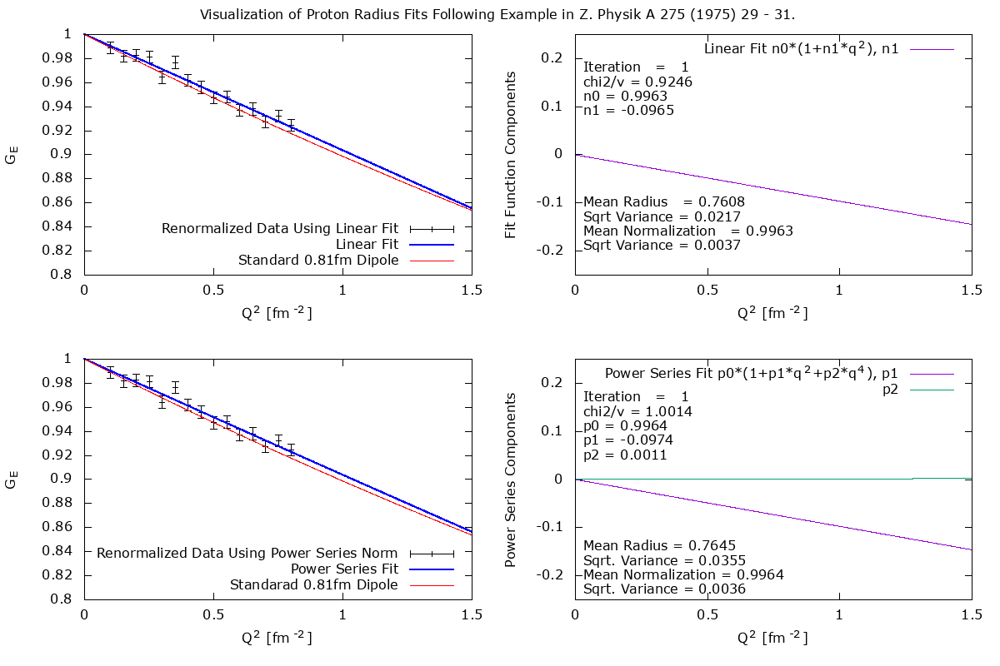 Visualization of Proton Radius Fits Following Example in Z. Physik A 275 (1975) 29 - 31.
1
0.98
0.96
0.94
0.92
0.9
0.88
0.86
0.84
0.82
0.8
GE
Renormalized Data Using Linear Fit
Linear Fit
Standard 0.81fm Dipole
0 0.5 1 1.5
Q2 [fm-2]
0.2
0.1
0
-0.1
-0.2
Fit Function Components
Linear Fit n0*(1+n1*q2), n1
Iteration = 1
chi2/v = 0.9246
n0 = 0.9963
n1 = -0.0965
Mean Radius = 0.7608
Sqrt Variance = 0.0217
Mean Normalization = 0.9963
Sqrt Variance = 0.0037
0 0.5 1 1.5
Q2 [fm-2]
1
0.98
0.96
0.94
0.92
0.9
0.88
0.86
0.84
0.82
0.8
GE
Renormalized Data Using Power Series Norm
Power Series Fit
Standarad 0.81fm Dipole
0 0.5 1 1.5
Q2 [fm-2]
0.2
0.1
0
-0.1
-0.2
Power Series Components
Power Series Fit p0*(1+p1*q2+p2*q4), p1
p2
Iteration = 1
chi2/v = 1.0014
p0 = 0.9964
p1 = -0.0974
p2 = 0.0011
Mean Radius = 0.7645
Sqrt. Variance = 0.0355
Mean Normalization = 0.9964
Sqrt. Variance = 0.0036
0 0.5 1 1.5
Q2 [fm-2]